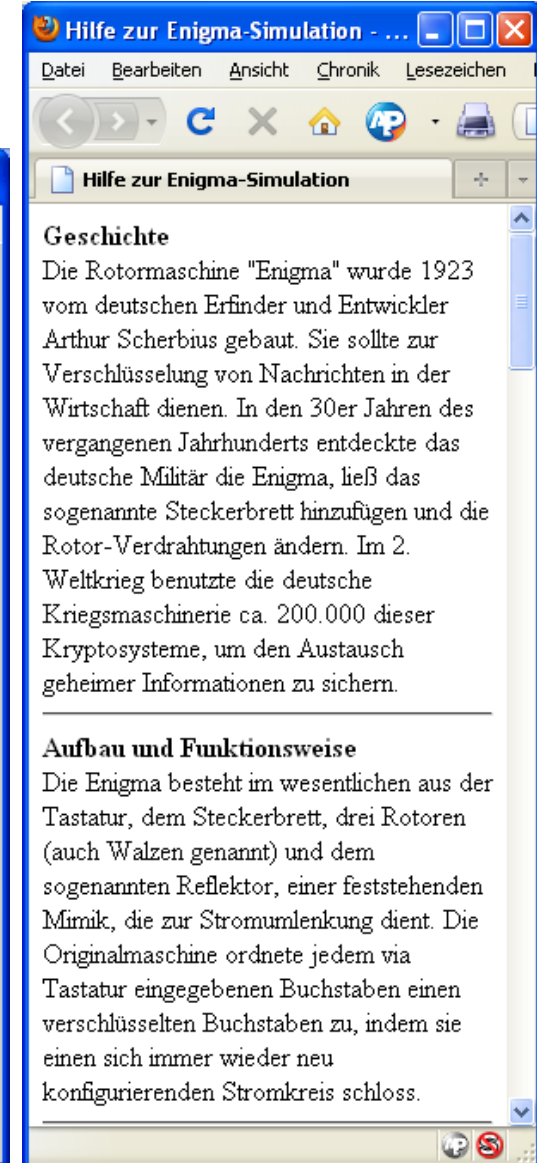 Hilfe zur Enigma-Simulation - ...
Datei Bearbeiten Ansicht Chronik Lesezeichen
Hilfe zur Enigma-Simulation
Geschichte
Die Rotormaschine "Enigma" wurde 1923
vom deutschen Erfinder und Entwickler
Arthur Scherbius gebaut. Sie sollte zur
Verschlüsselung von Nachrichten in der
Wirtschaft dienen. In den 30er Jahren des
vergangenen Jahrhunderts entdeckte das
deutsche Militär die Enigma, ließ das
sogenannte Steckerbrett hinzufügen und die
Rotor-Verdrahtungen ändern. Im 2.
Weltkrieg benutzte die deutsche
Kriegsmaschinerie ca. 200.000 dieser
Kryptosysteme, um den Austausch
geheimer Informationen zu sichern.
Aufbau und Funktionsweise
Die Enigma besteht im wesentlichen aus der
Tastatur, dem Steckerbrett, drei Rotoren
(auch Walzen genannt) und dem
sogenannten Reflektor, einer feststehenden
Mimik, die zur Stromumlenkung dient. Die
Originalmaschine ordnete jedem via
Tastatur eingegebenen Buchstaben einen
verschlüsselten Buchstaben zu, indem sie
einen sich immer wieder neu
konfigurierenden Stromkreis schloss.